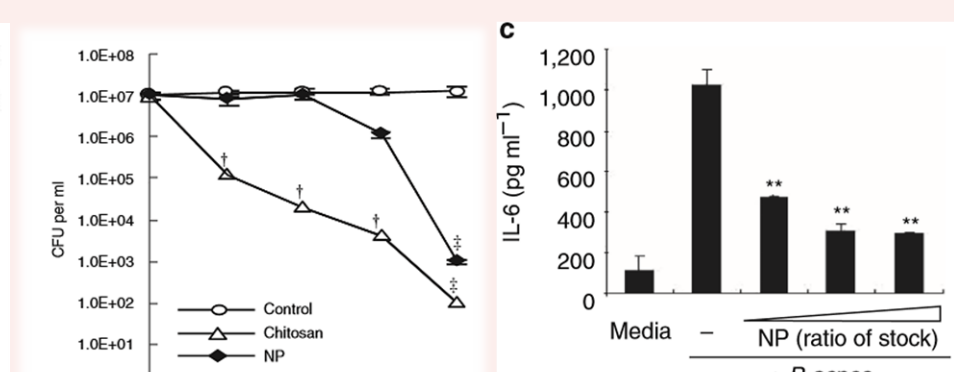 1.0E+08
1.0E+07
1.0E+06
1.0E+05
1.0E+04
1.0E+03
1.0E+02
1.0E+01
CFU per ml
†
†
†
‡
‡
Control
Chitosan
NP
c
1,200
1,000
800
600
400
200
0
IL-6 (pg ml⁻¹)
**
**
**
Media
–
NP (ratio of stock)